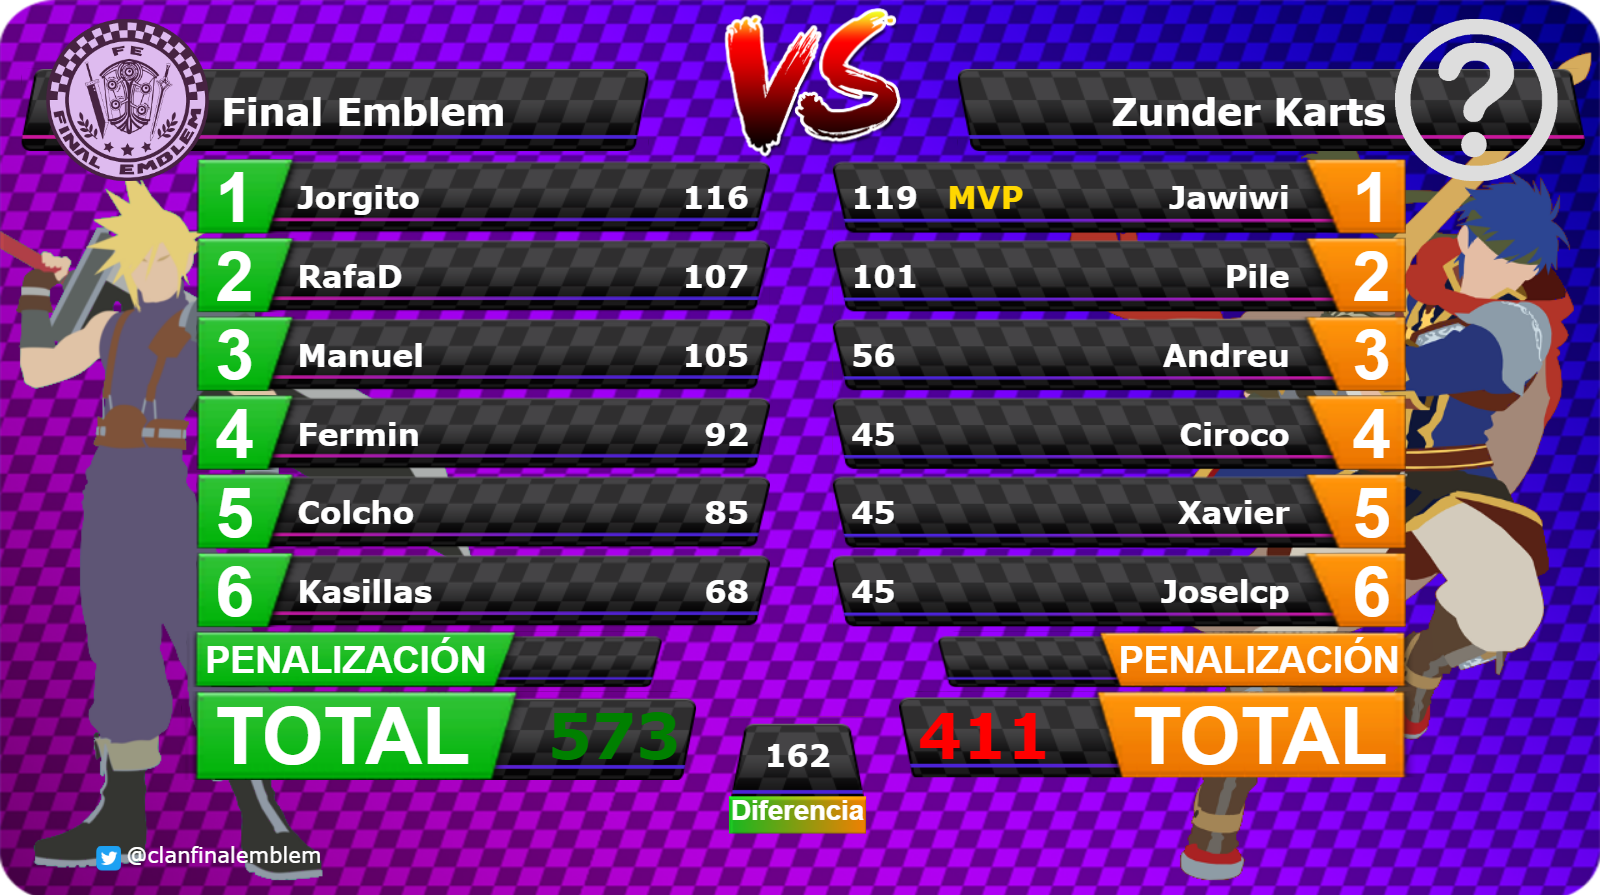 FE
FINAL EMBLEM
Final Emblem
VS
Zunder Karts
?
1 Jorgito 116
119 MVP Jawiwi 1
2 RafaD 107
101 Pile 2
3 Manuel 105
56 Andreu 3
4 Fermin 92
45 Ciroco 4
5 Colcho 85
45 Xavier 5
6 Kasillas 68
45 Joselcp 6
PENALIZACIÓN
PENALIZACIÓN
TOTAL 573
162
Diferencia
411 TOTAL
@clanfinalemblem